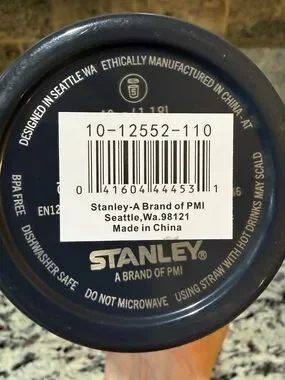 DESIGNED IN SEATTLE WA ETHICALLY MANUFACTURED IN CHINA - AT
10-12552-110
0 41604 44453 1
Stanley-A Brand of PMI
Seattle,Wa.98121
Made in China
EN12
STANLEY®
A BRAND OF PMI
BPA FREE DISHWASHER SAFE DO NOT MICROWAVE USING STRAW WITH HOT DRINKS MAY SCALD